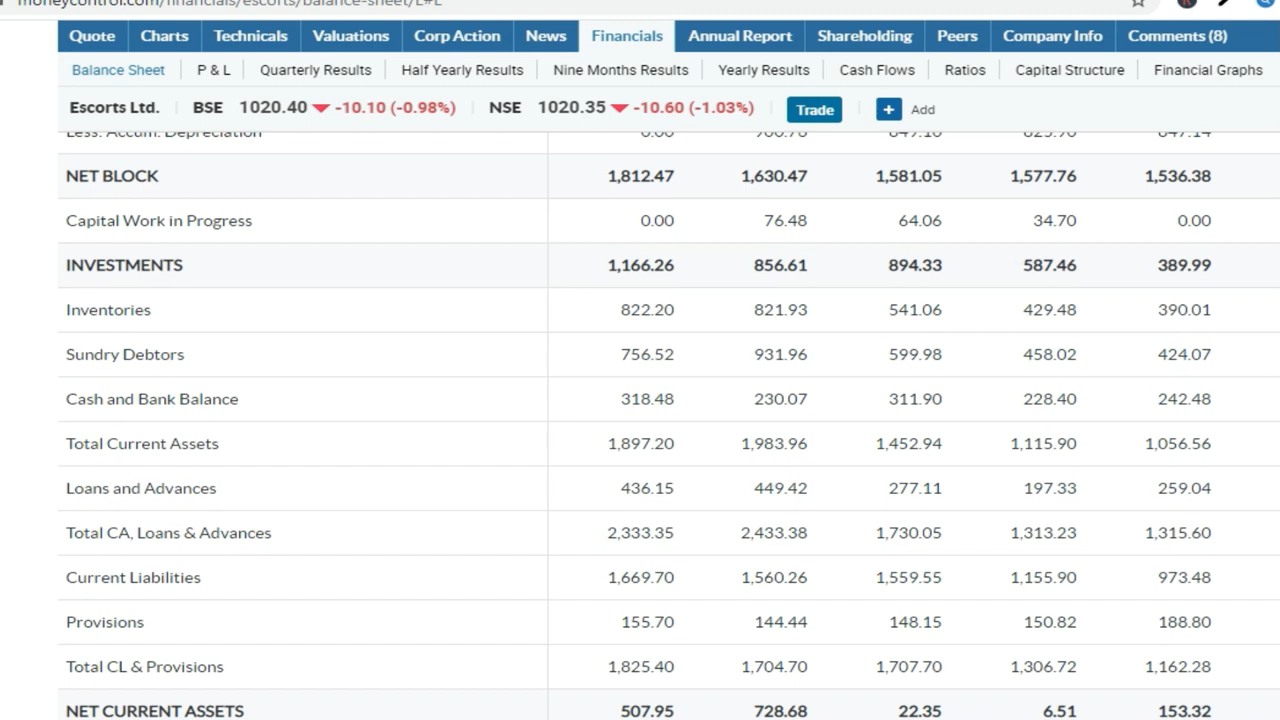 moneycontrol.com/financials/escorts/balance-sheet/E#E
Quote Charts Technicals Valuations Corp Action News Financials Annual Report Shareholding Peers Company Info Comments (8)
Balance Sheet P & L Quarterly Results Half Yearly Results Nine Months Results Yearly Results Cash Flows Ratios Capital Structure Financial Graphs
Escorts Ltd. BSE 1020.40 -10.10 (-0.98%) NSE 1020.35 -10.60 (-1.03%) Trade + Add
Less: Accum. Depreciation 0.00
NET BLOCK 1,812.47 1,630.47 1,581.05 1,577.76 1,536.38
Capital Work in Progress 0.00 76.48 64.06 34.70 0.00
INVESTMENTS 1,166.26 856.61 894.33 587.46 389.99
Inventories 822.20 821.93 541.06 429.48 390.01
Sundry Debtors 756.52 931.96 599.98 458.02 424.07
Cash and Bank Balance 318.48 230.07 311.90 228.40 242.48
Total Current Assets 1,897.20 1,983.96 1,452.94 1,115.90 1,056.56
Loans and Advances 436.15 449.42 277.11 197.33 259.04
Total CA, Loans & Advances 2,333.35 2,433.38 1,730.05 1,313.23 1,315.60
Current Liabilities 1,669.70 1,560.26 1,559.55 1,155.90 973.48
Provisions 155.70 144.44 148.15 150.82 188.80
Total CL & Provisions 1,825.40 1,704.70 1,707.70 1,306.72 1,162.28
NET CURRENT ASSETS 507.95 728.68 22.35 6.51 153.32